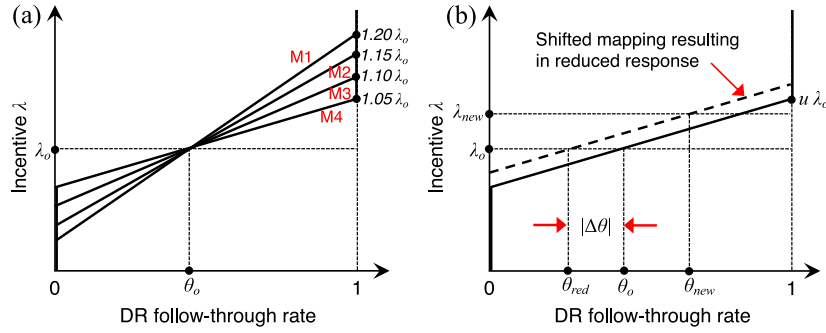 (a)
Incentive λ
M1
M2
M3
M4
1.20 λo
1.15 λo
1.10 λo
1.05 λo
λo
0
θo
1
DR follow-through rate
(b)
Incentive λ
Shifted mapping resulting
in reduced response
λnew
λo
u λo
|Δθ|
0
θred
θo
θnew
1
DR follow-through rate